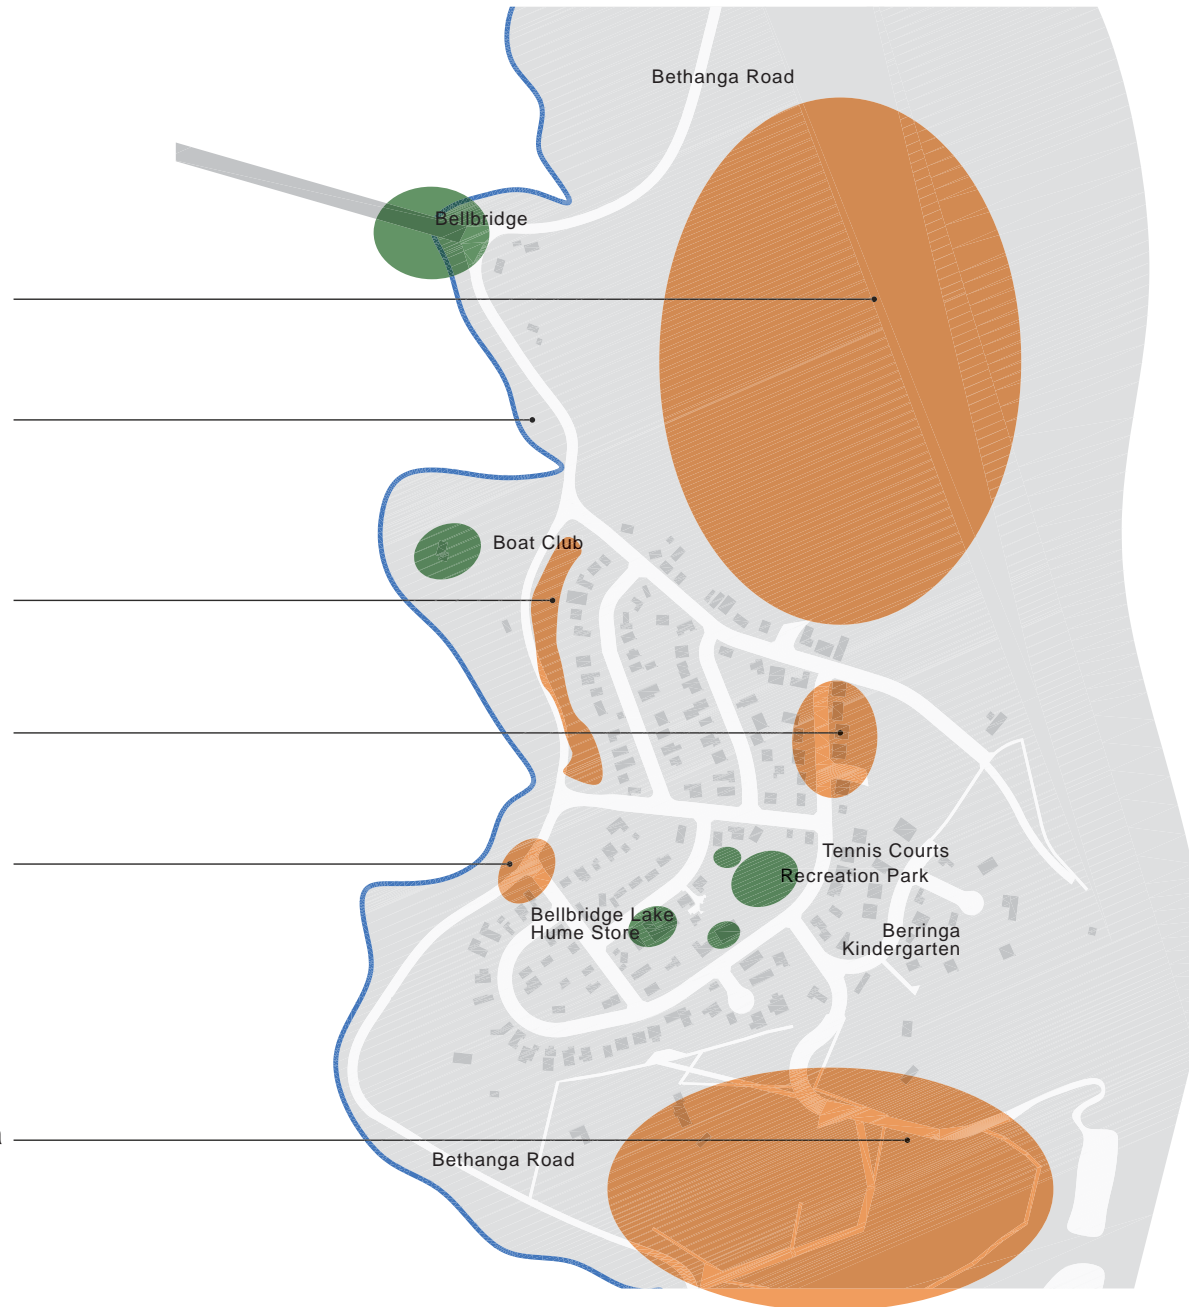 Bethanga Road
Bellbridge
Boat Club
Tennis Courts
Recreation Park
Bellbridge Lake
Hume Store
Berringa
Kindergarten
Bethanga Road